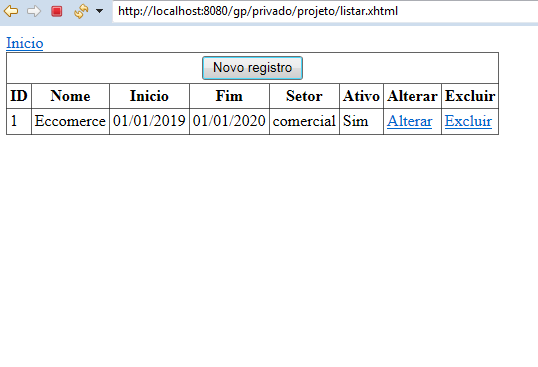 http://localhost:8080/gp/privado/projeto/listar.xhtml
Inicio
Novo registro
ID Nome Inicio Fim Setor Ativo Alterar Excluir
1 Eccomerce 01/01/2019 01/01/2020 comercial Sim Alterar Excluir